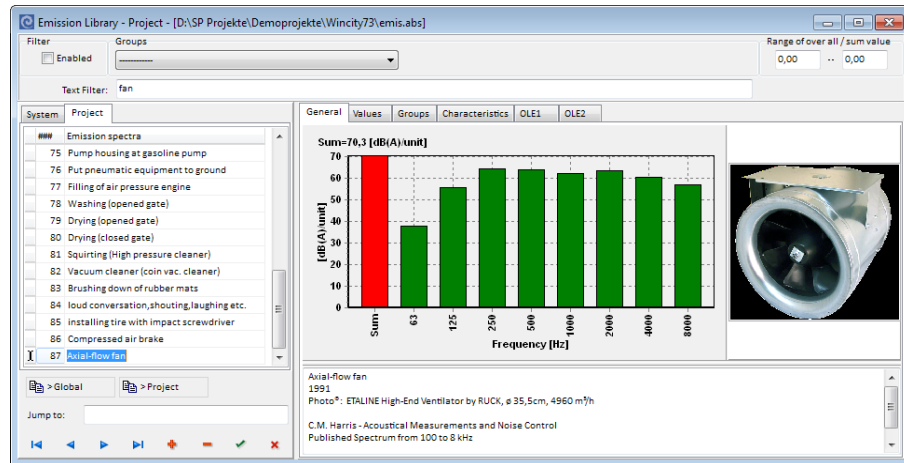 Emission Library - Project - [D:\SP Projekte\Demoprojekte\Wincity73\emis.abs]
Filter
Groups
Range of over all / sum value
Enabled
------------
0,00 .. 0,00
Text Filter: fan
System Project
### Emission spectra
75 Pump housing at gasoline pump
76 Put pneumatic equipment to ground
77 Filling of air pressure engine
78 Washing (opened gate)
79 Drying (opened gate)
80 Drying (closed gate)
81 Squirting (High pressure cleaner)
82 Vacuum cleaner (coin vac. cleaner)
83 Brushing down of rubber mats
84 loud conversation,shouting,laughing etc.
85 installing tire with impact screwdriver
86 Compressed air brake
87 Axial-flow fan
> Global > Project
Jump to:
General Values Groups Characteristics OLE1 OLE2
Sum=70,3 [dB(A)/unit]
[dB(A)/unit]
70
60
50
40
30
20
10
0
Sum 63 125 250 500 1000 2000 4000 8000
Frequency [Hz]
Axial-flow fan
1991
Photo®: ETALINE High-End Ventilator by RUCK, ø 35,5cm, 4960 m³/h
C.M. Harris - Acoustical Measurements and Noise Control
Published Spectrum from 100 to 8 kHz